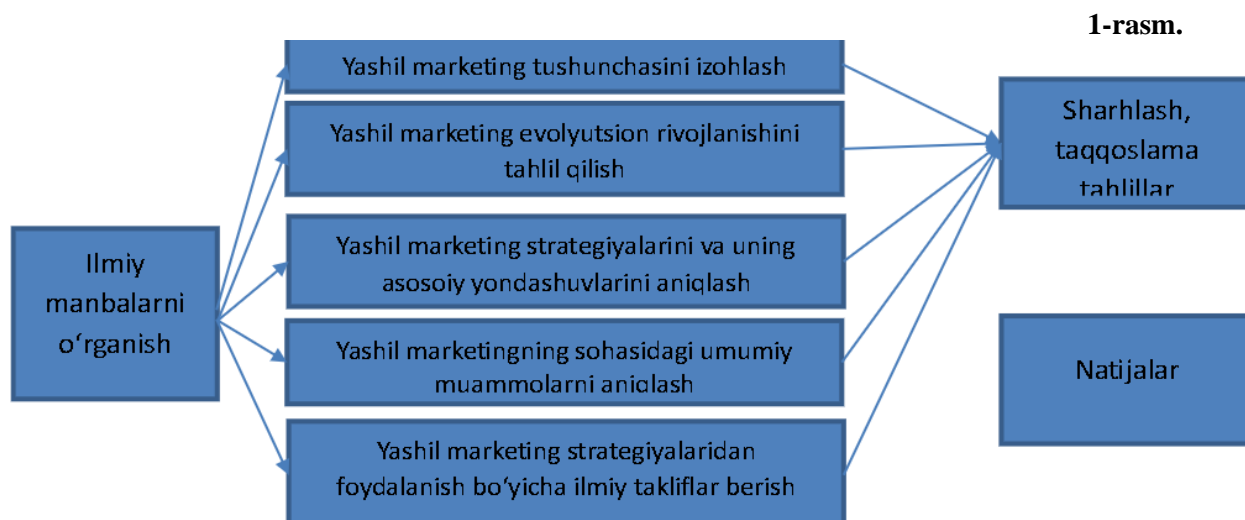 1-rasm.
Yashil marketing tushunchasini izohlash
Yashil marketing evolyutsion rivojlanishini
tahlil qilish
Yashil marketing strategiyalarini va uning
asosoiy yondashuvlarini aniqlash
Yashil marketingning sohasidagi umumiy
muammolarni aniqlash
Yashil marketing strategiyalaridan
foydalanish bo‘yicha ilmiy takliflar berish
Ilmiy
manbalarni
o‘rganish
Sharhlash,
taqqoslama
tahlillar
Natijalar